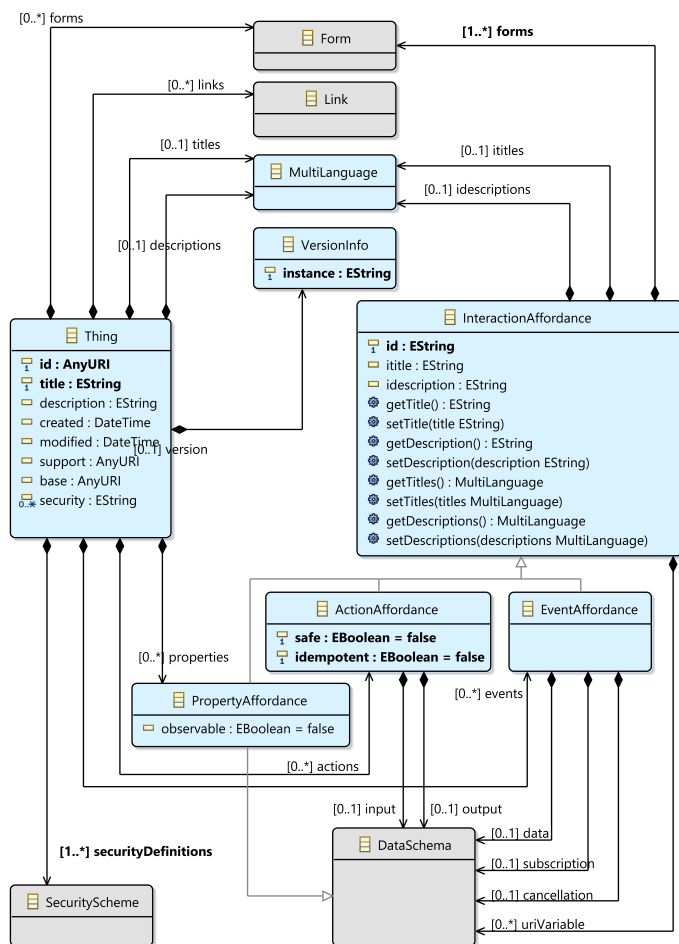 [0..*] forms
Form
[1..*] forms
[0..*] links
Link
[0..1] titles
MultiLanguage
[0..1] ititles
[0..1] idescriptions
[0..1] descriptions
VersionInfo
instance : EString
Thing
id : AnyURI
title : EString
description : EString
created : DateTime
modified : DateTime
support : AnyURI
base : AnyURI
0..* security : EString
[0..1] version
InteractionAffordance
id : EString
ititle : EString
idescription : EString
getTitle() : EString
setTitle(title EString)
getDescription() : EString
setDescription(description EString)
getTitles() : MultiLanguage
setTitles(titles MultiLanguage)
getDescriptions() : MultiLanguage
setDescriptions(descriptions MultiLanguage)
ActionAffordance
safe : EBoolean = false
idempotent : EBoolean = false
EventAffordance
[0..*] properties
PropertyAffordance
observable : EBoolean = false
[0..*] events
[0..*] actions
[0..1] input
[0..1] output
DataSchema
[0..1] data
[0..1] subscription
[0..1] cancellation
[0..*] uriVariable
[1..*] securityDefinitions
SecurityScheme